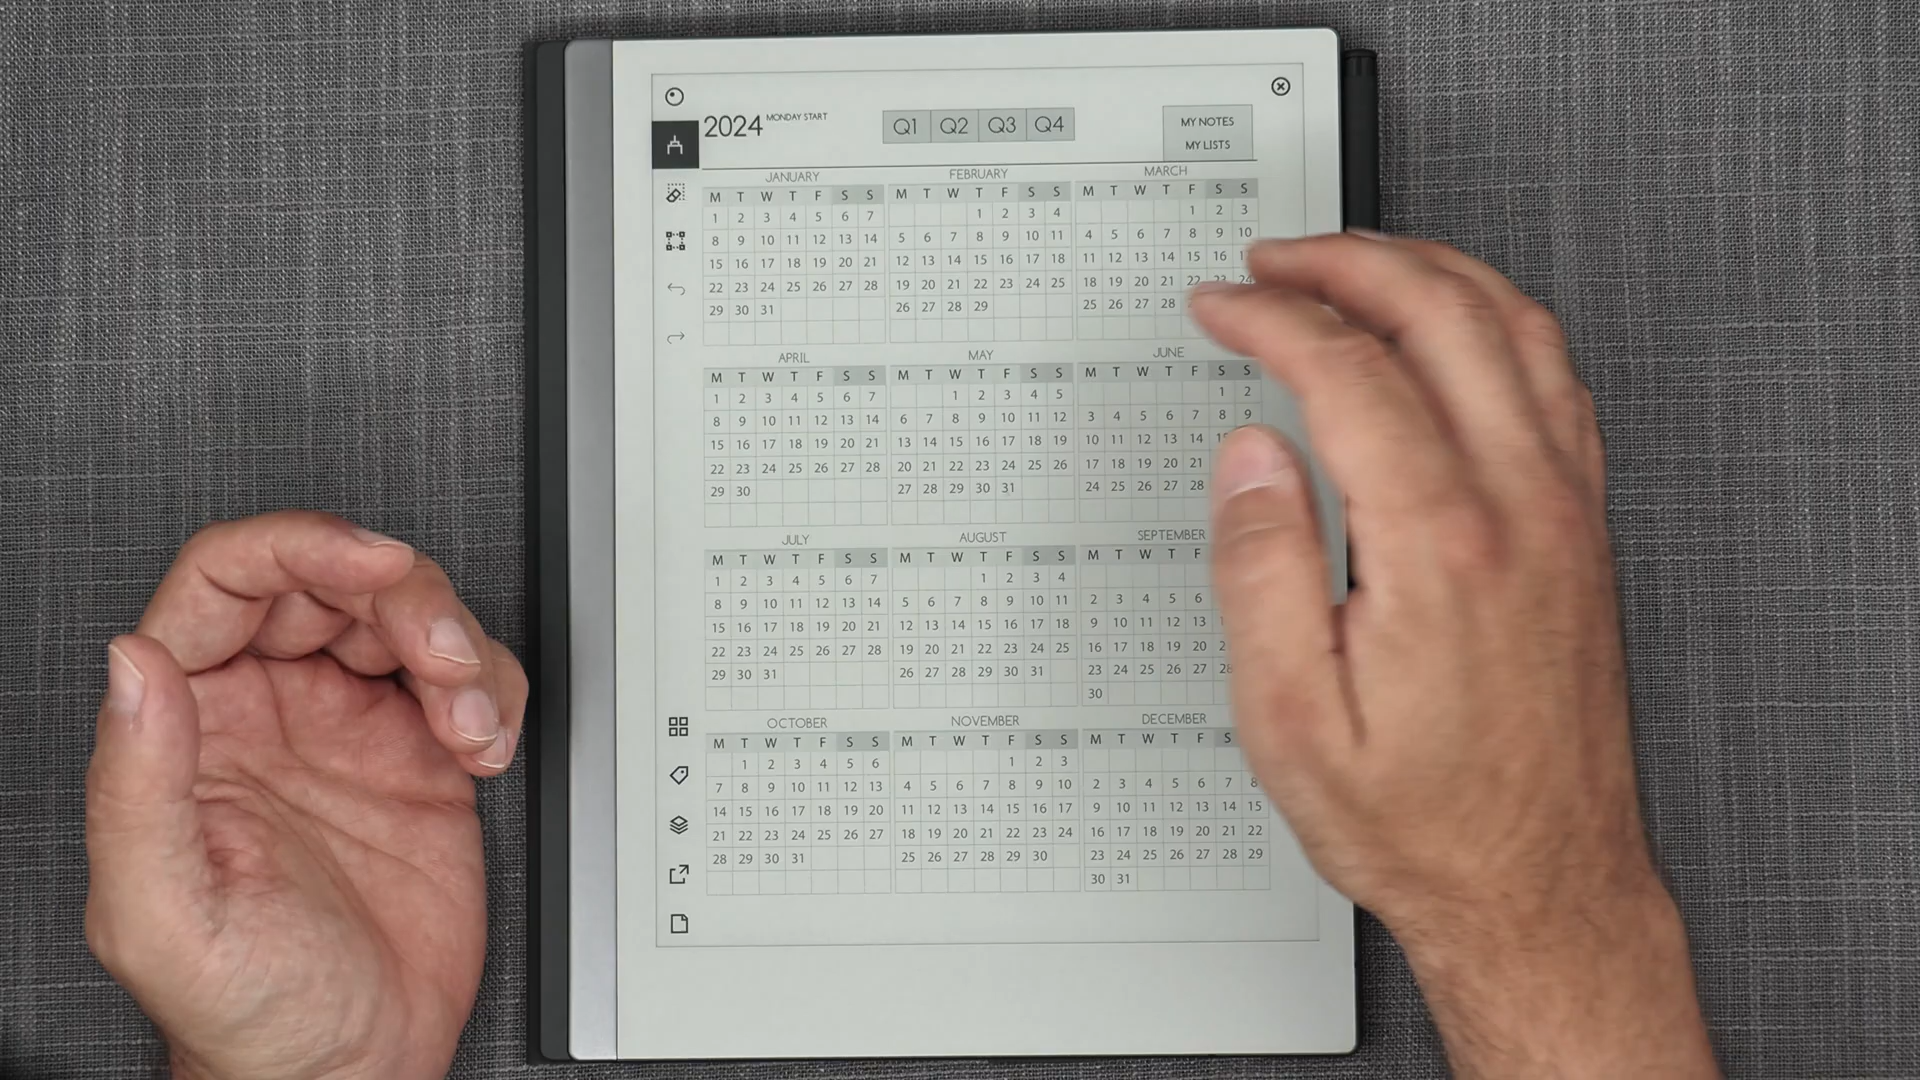 2024 MONDAY START
Q1 Q2 Q3 Q4
MY NOTES
MY LISTS
JANUARY
M T W T F S S
1 2 3 4 5 6 7
8 9 10 11 12 13 14
15 16 17 18 19 20 21
22 23 24 25 26 27 28
29 30 31
FEBRUARY
M T W T F S S
1 2 3 4
5 6 7 8 9 10 11
12 13 14 15 16 17 18
19 20 21 22 23 24 25
26 27 28 29
MARCH
M T W T F S S
1 2 3
4 5 6 7 8 9 10
11 12 13 14 15 16
18 19 20 21 22 23 24
25 26 27 28
APRIL
M T W T F S S
1 2 3 4 5 6 7
8 9 10 11 12 13 14
15 16 17 18 19 20 21
22 23 24 25 26 27 28
29 30
MAY
M T W T F S S
1 2 3 4 5
6 7 8 9 10 11 12
13 14 15 16 17 18 19
20 21 22 23 24 25 26
27 28 29 30 31
JUNE
M T W T F S S
1 2
3 4 5 6 7 8 9
10 11 12 13 14
17 18 19 20 21
24 25 26 27 28
JULY
M T W T F S S
1 2 3 4 5 6 7
8 9 10 11 12 13 14
15 16 17 18 19 20 21
22 23 24 25 26 27 28
29 30 31
AUGUST
M T W T F S S
1 2 3 4
5 6 7 8 9 10 11
12 13 14 15 16 17 18
19 20 21 22 23 24 25
26 27 28 29 30 31
SEPTEMBER
M T W T F
2 3 4 5 6
9 10 11 12 13
16 17 18 19 20
23 24 25 26 27 28
30
OCTOBER
M T W T F S S
1 2 3 4 5 6
7 8 9 10 11 12 13
14 15 16 17 18 19 20
21 22 23 24 25 26 27
28 29 30 31
NOVEMBER
M T W T F S S
1 2 3
4 5 6 7 8 9 10
11 12 13 14 15 16 17
18 19 20 21 22 23 24
25 26 27 28 29 30
DECEMBER
M T W T F S
2 3 4 5 6 7 8
9 10 11 12 13 14 15
16 17 18 19 20 21 22
23 24 25 26 27 28 29
30 31